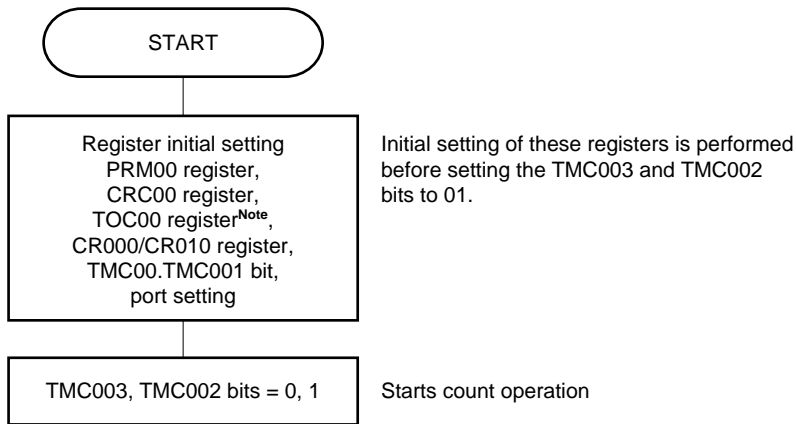 START
Register initial setting
PRM00 register,
CRC00 register,
TOC00 registerNote,
CR000/CR010 register,
TMC00.TMC001 bit,
port setting
Initial setting of these registers is performed
before setting the TMC003 and TMC002
bits to 01.
TMC003, TMC002 bits = 0, 1
Starts count operation